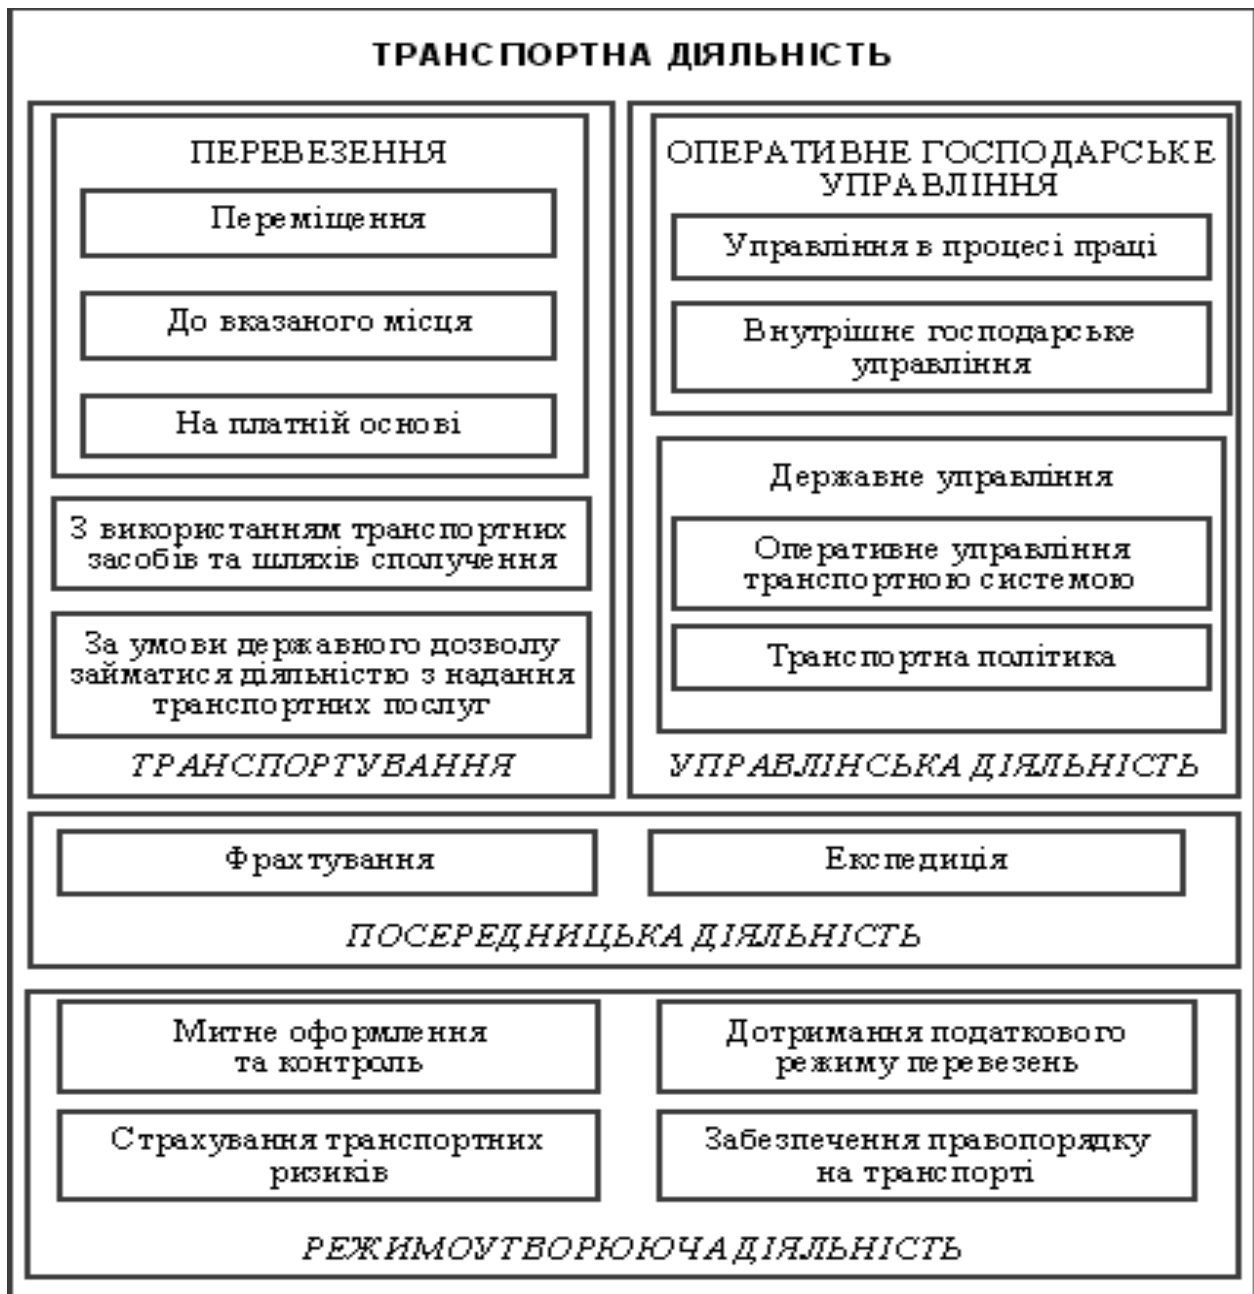 ТРАНСПОРТНА ДІЯЛЬНІСТЬ
ПЕРЕВЕЗЕННЯ
Переміщення
До вказаного місця
На платній основі
З використанням транспортних
засобів та шляхів сполучення
За умови державного дозволу
займатися діяльністю з надання
транспортних послуг
ТРАНСПОРТУВАННЯ
ОПЕРАТИВНЕ ГОСПОДАРСЬКЕ
УПРАВЛІННЯ
Управління в процесі праці
Внутрішнє господарське
управління
Державне управління
Оперативне управління
транспортною системою
Транспортна політика
УПРАВЛІНСЬКА ДІЯЛЬНІСТЬ
Фрахтування
Експедиція
ПОСЕРЕДНИЦЬКА ДІЯЛЬНІСТЬ
Митне оформлення
та контроль
Дотримання податкового
режиму перевезень
Страхування транспортних
ризиків
Забезпечення правопорядку
на транспорті
РЕЖИМОУТВОРЮЮЧА ДІЯЛЬНІСТЬ